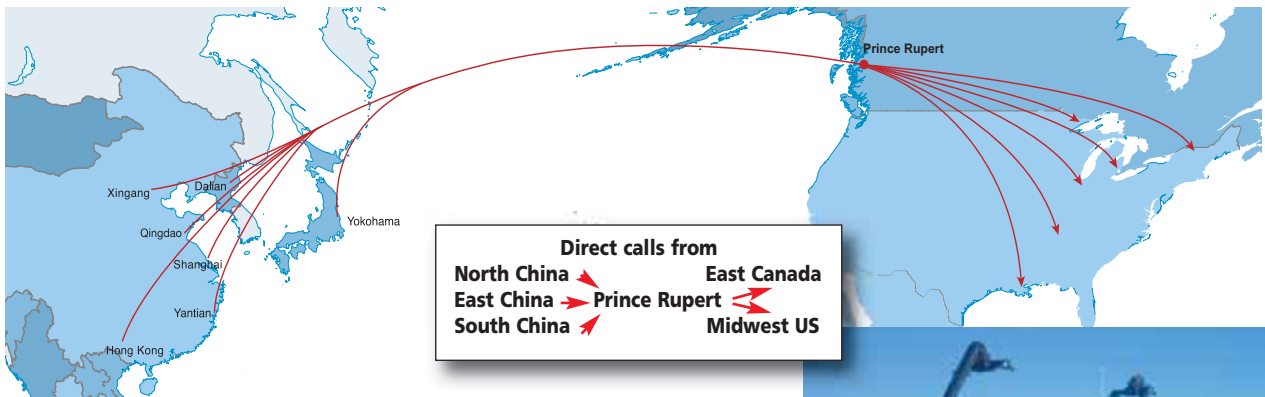 Prince Rupert
Xingang
Dalian
Qingdao
Yokohama
Shanghai
Yantian
Hong Kong
Direct calls from
North China East Canada
East China Prince Rupert
South China Midwest US